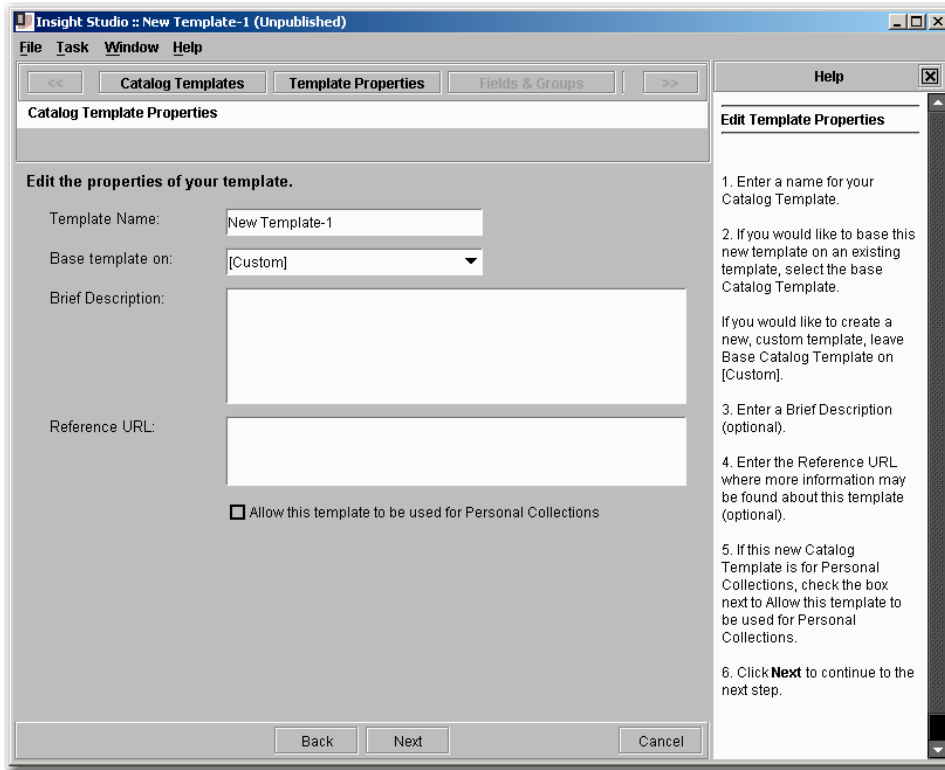 Insight Studio :: New Template-1 (Unpublished)
File Task Window Help
<< Catalog Templates Template Properties Fields & Groups >>
Catalog Template Properties
Edit the properties of your template.
Template Name: New Template-1
Base template on: [Custom]
Brief Description:
Reference URL:
Allow this template to be used for Personal Collections
Back Next Cancel
Help
Edit Template Properties
1. Enter a name for your
Catalog Template.
2. If you would like to base this
new template on an existing
template, select the base
Catalog Template.
If you would like to create a
new, custom template, leave
Base Catalog Template on
[Custom].
3. Enter a Brief Description
(optional).
4. Enter the Reference URL
where more information may
be found about this template
(optional).
5. If this new Catalog
Template is for Personal
Collections, check the box
next to Allow this template to
be used for Personal
Collections.
6. Click Next to continue to the
next step.